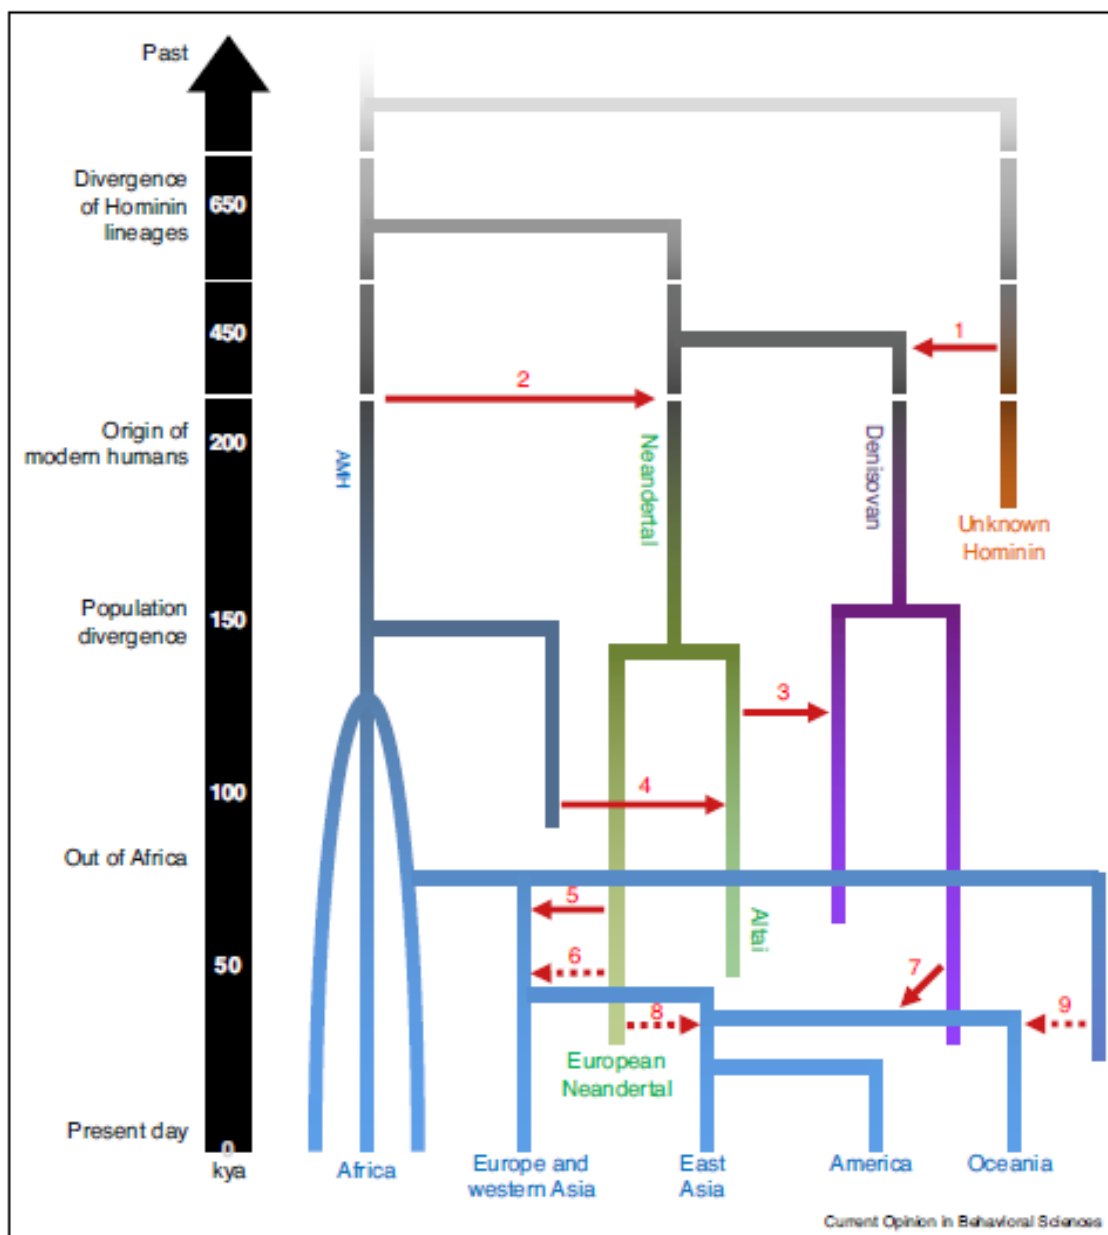 Past
Divergence
of Hominin
lineages
650
450
1
2
Origin of
modern humans
200
AMH
Neandertal
Denisovan
Unknown
Hominin
Population
divergence
150
3
100
4
Out of Africa
5
Altai
50
6
7
8
9
European
Neandertal
Present day
0
kya
Africa
Europe and
western Asia
East
Asia
America
Oceania
Current Opinion in Behavioral Sciences